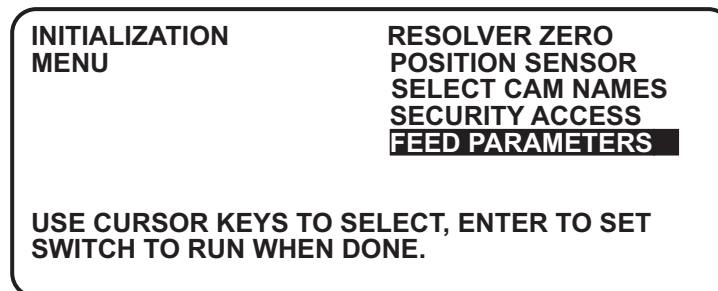 INITIALIZATION MENU
RESOLVER ZERO
POSITION SENSOR
SELECT CAM NAMES
SECURITY ACCESS
FEED PARAMETERS
USE CURSOR KEYS TO SELECT, ENTER TO SET
SWITCH TO RUN WHEN DONE.